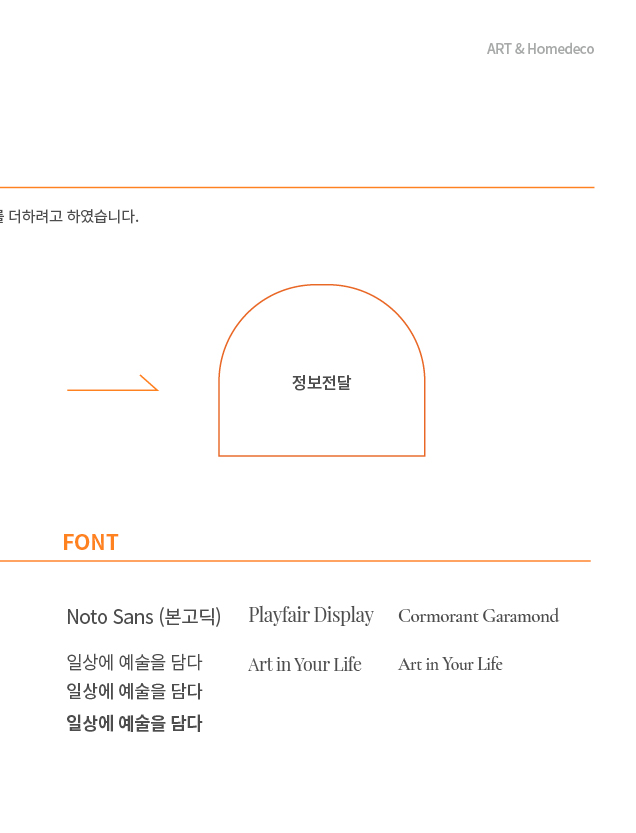 ART & Homedeco
를 더하려고 하였습니다.
정보전달
FONT
Noto Sans (본고딕)
Playfair Display
Cormorant Garamond
일상에 예술을 담다
Art in Your Life
Art in Your Life
일상에 예술을 담다
일상에 예술을 담다